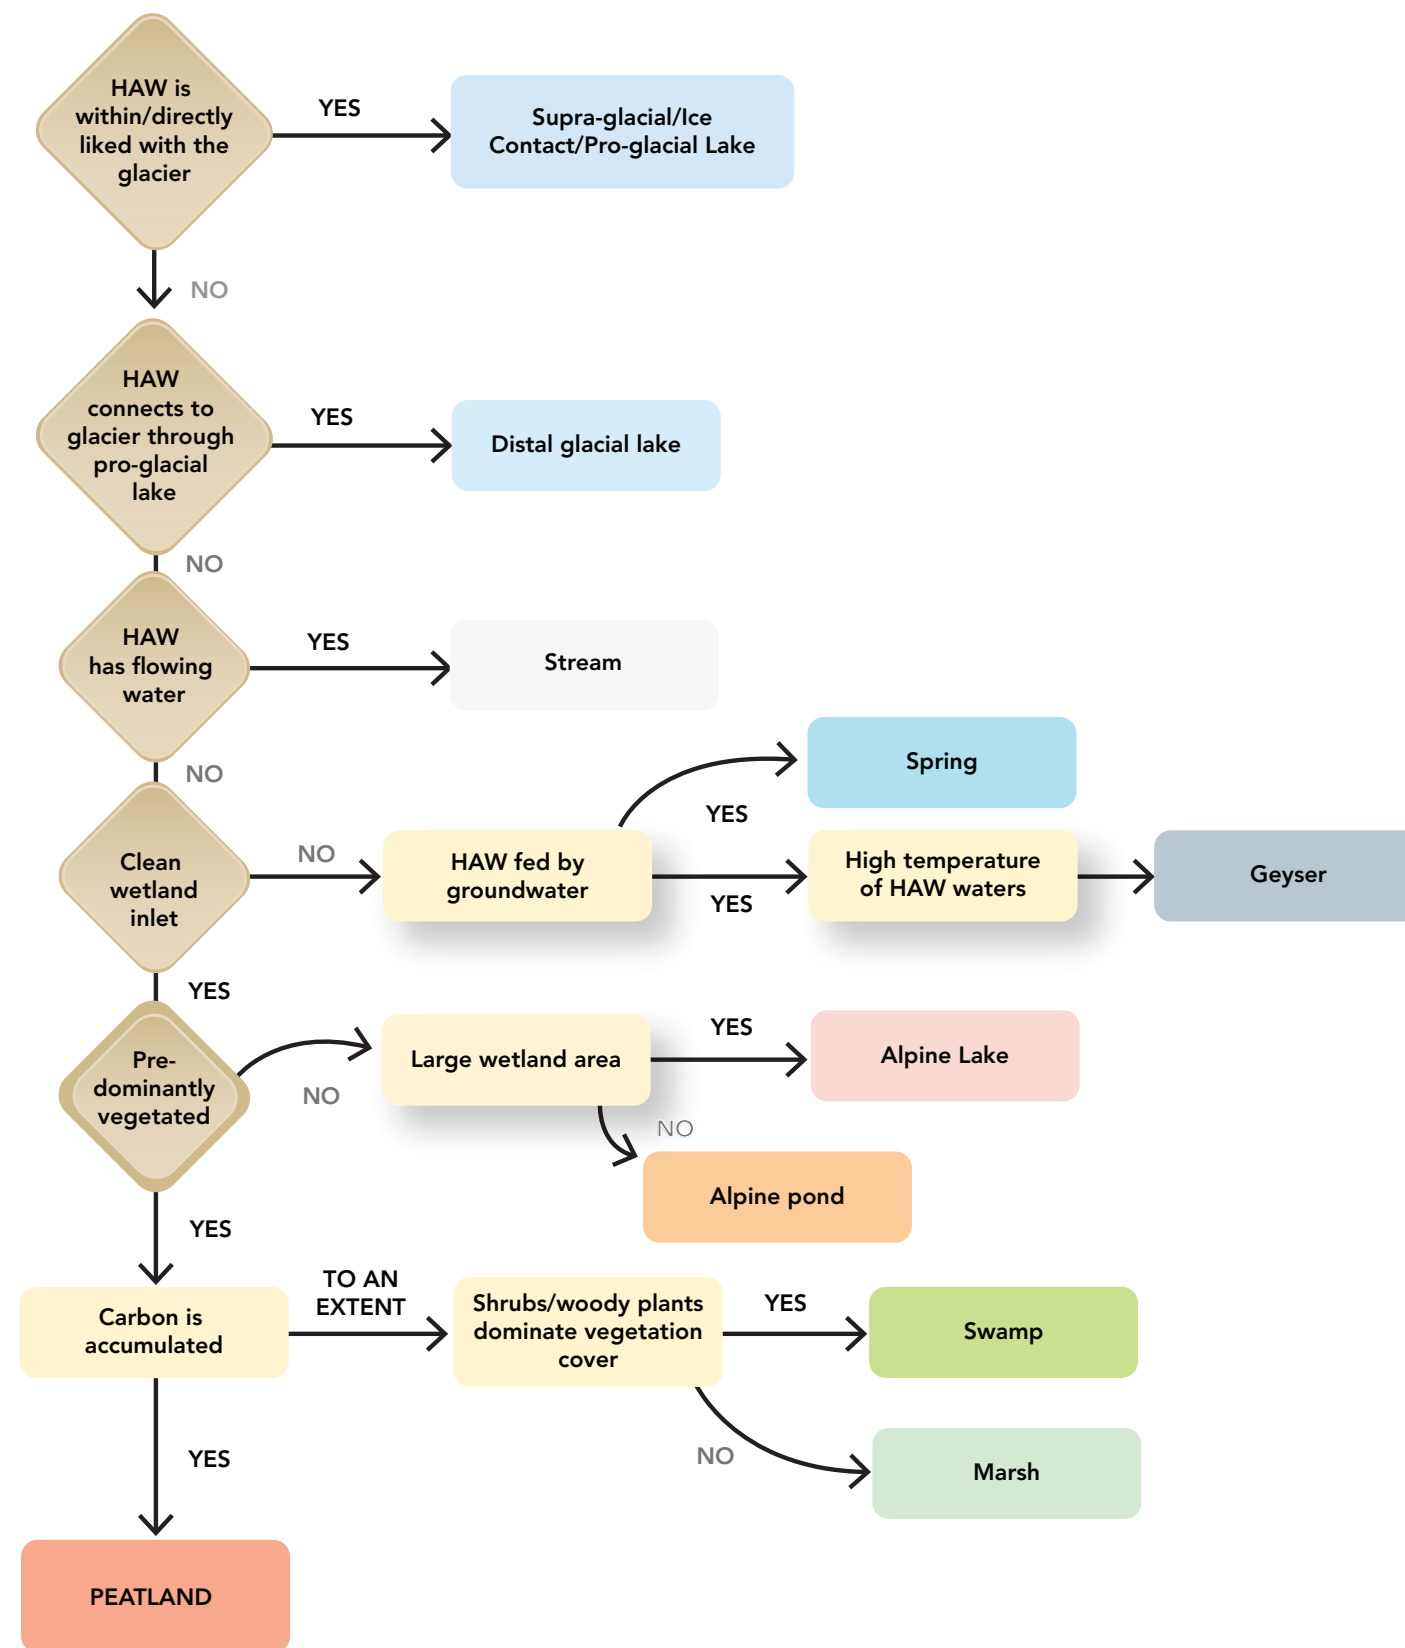 HAW is
within/directly
liked with the
glacier
YES
Supra-glacial/Ice
Contact/Pro-glacial Lake
NO
HAW
connects to
glacier through
pro-glacial
lake
YES
Distal glacial lake
NO
HAW
has flowing
water
YES
Stream
NO
Clean
wetland
inlet
NO
HAW fed by
groundwater
YES
Spring
YES
High temperature
of HAW waters
Geyser
YES
Pre-
dominantly
vegetated
NO
Large wetland area
YES
Alpine Lake
NO
Alpine pond
YES
Carbon is
accumulated
TO AN
EXTENT
Shrubs/woody plants
dominate vegetation
cover
YES
Swamp
NO
Marsh
YES
PEATLAND